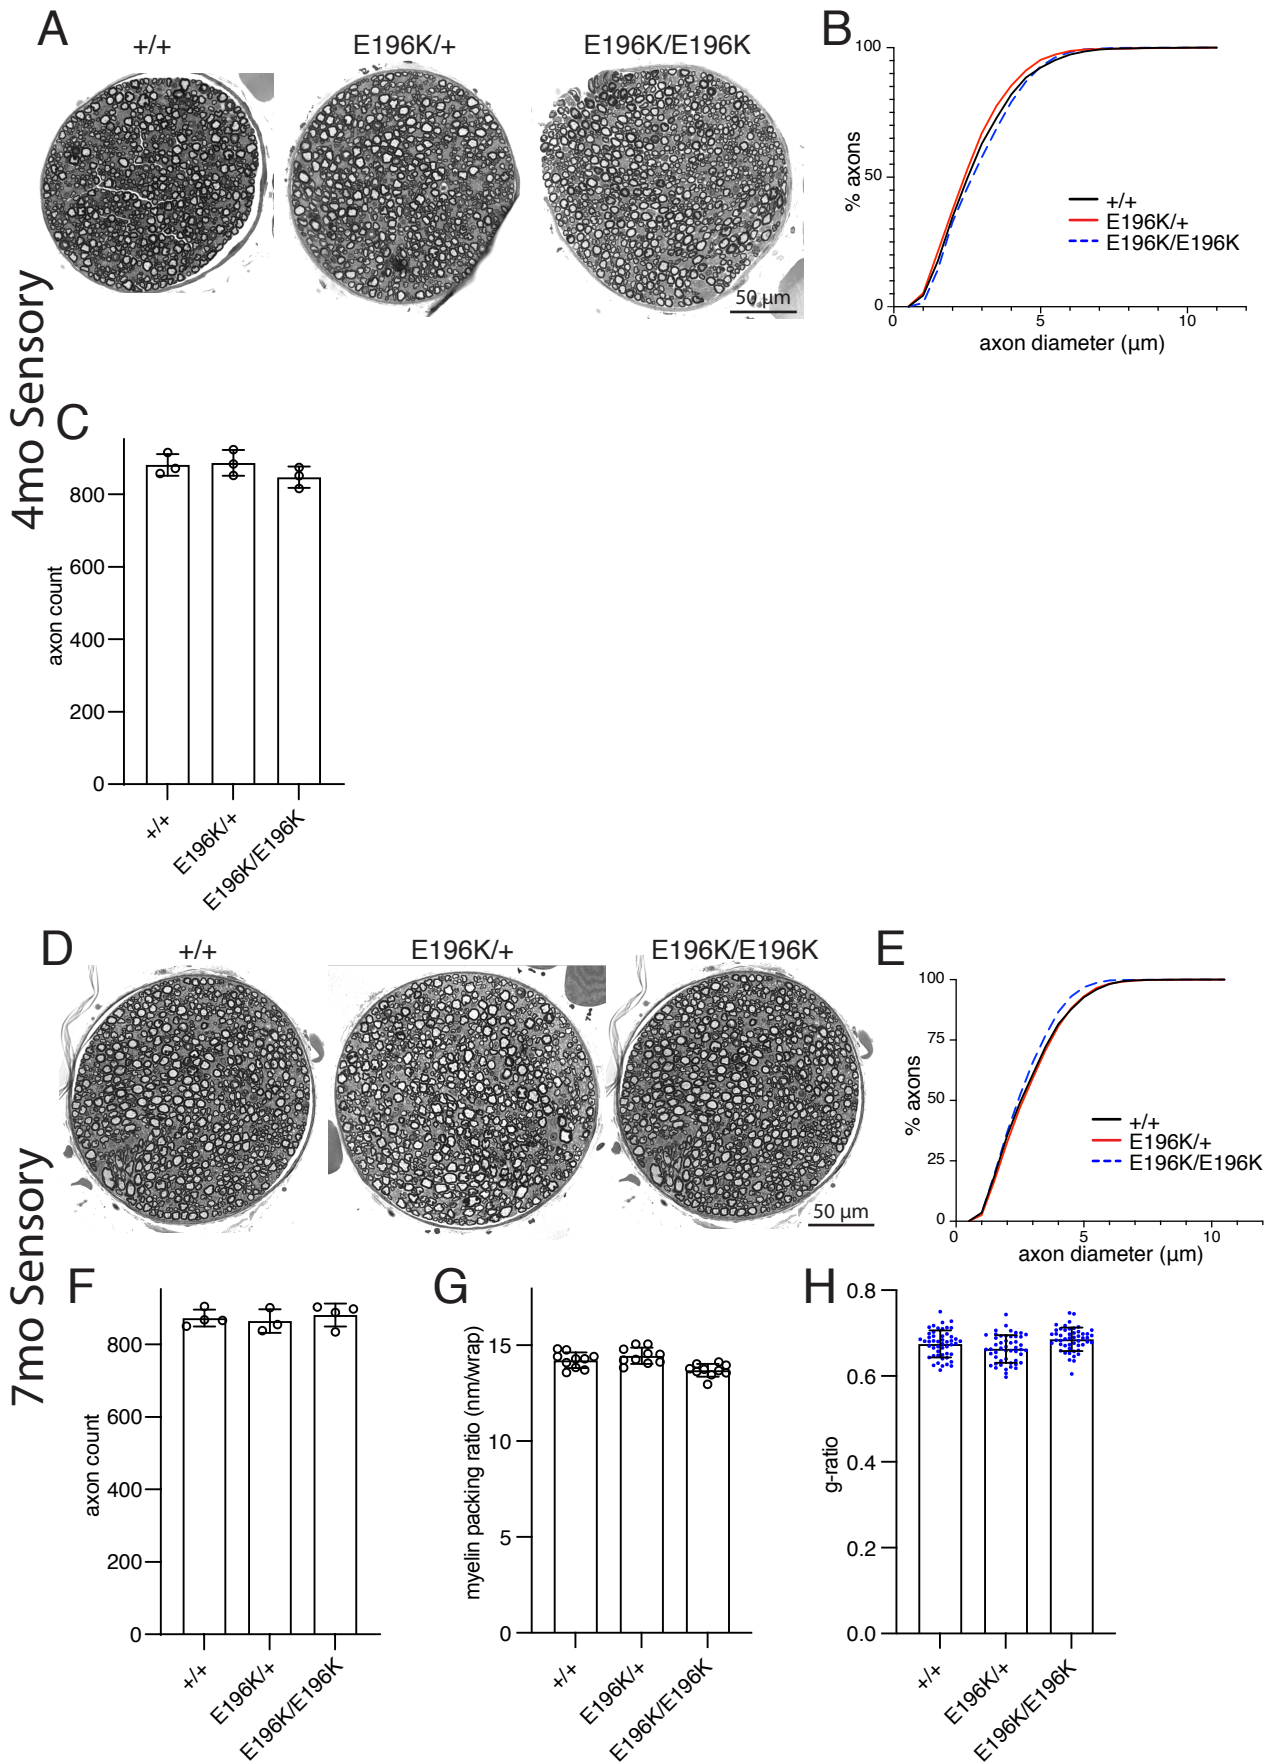 4mo Sensory
A
+/+
E196K/+
E196K/E196K
50 µm
B
100
50
0
% axons
0
5
10
axon diameter (µm)
+/+
E196K/+
E196K/E196K
C
800
600
400
200
0
axon count
+/+
E196K/+
E196K/E196K
7mo Sensory
D
+/+
E196K/+
E196K/E196K
50 µm
E
100
75
50
25
0
% axons
0
5
10
axon diameter (µm)
+/+
E196K/+
E196K/E196K
F
800
600
400
200
0
axon count
+/+
E196K/+
E196K/E196K
G
15
10
5
0
myelin packing ratio (nm/wrap)
+/+
E196K/+
E196K/E196K
H
0.8
0.6
0.4
0.2
0.0
g-ratio
+/+
E196K/+
E196K/E196K